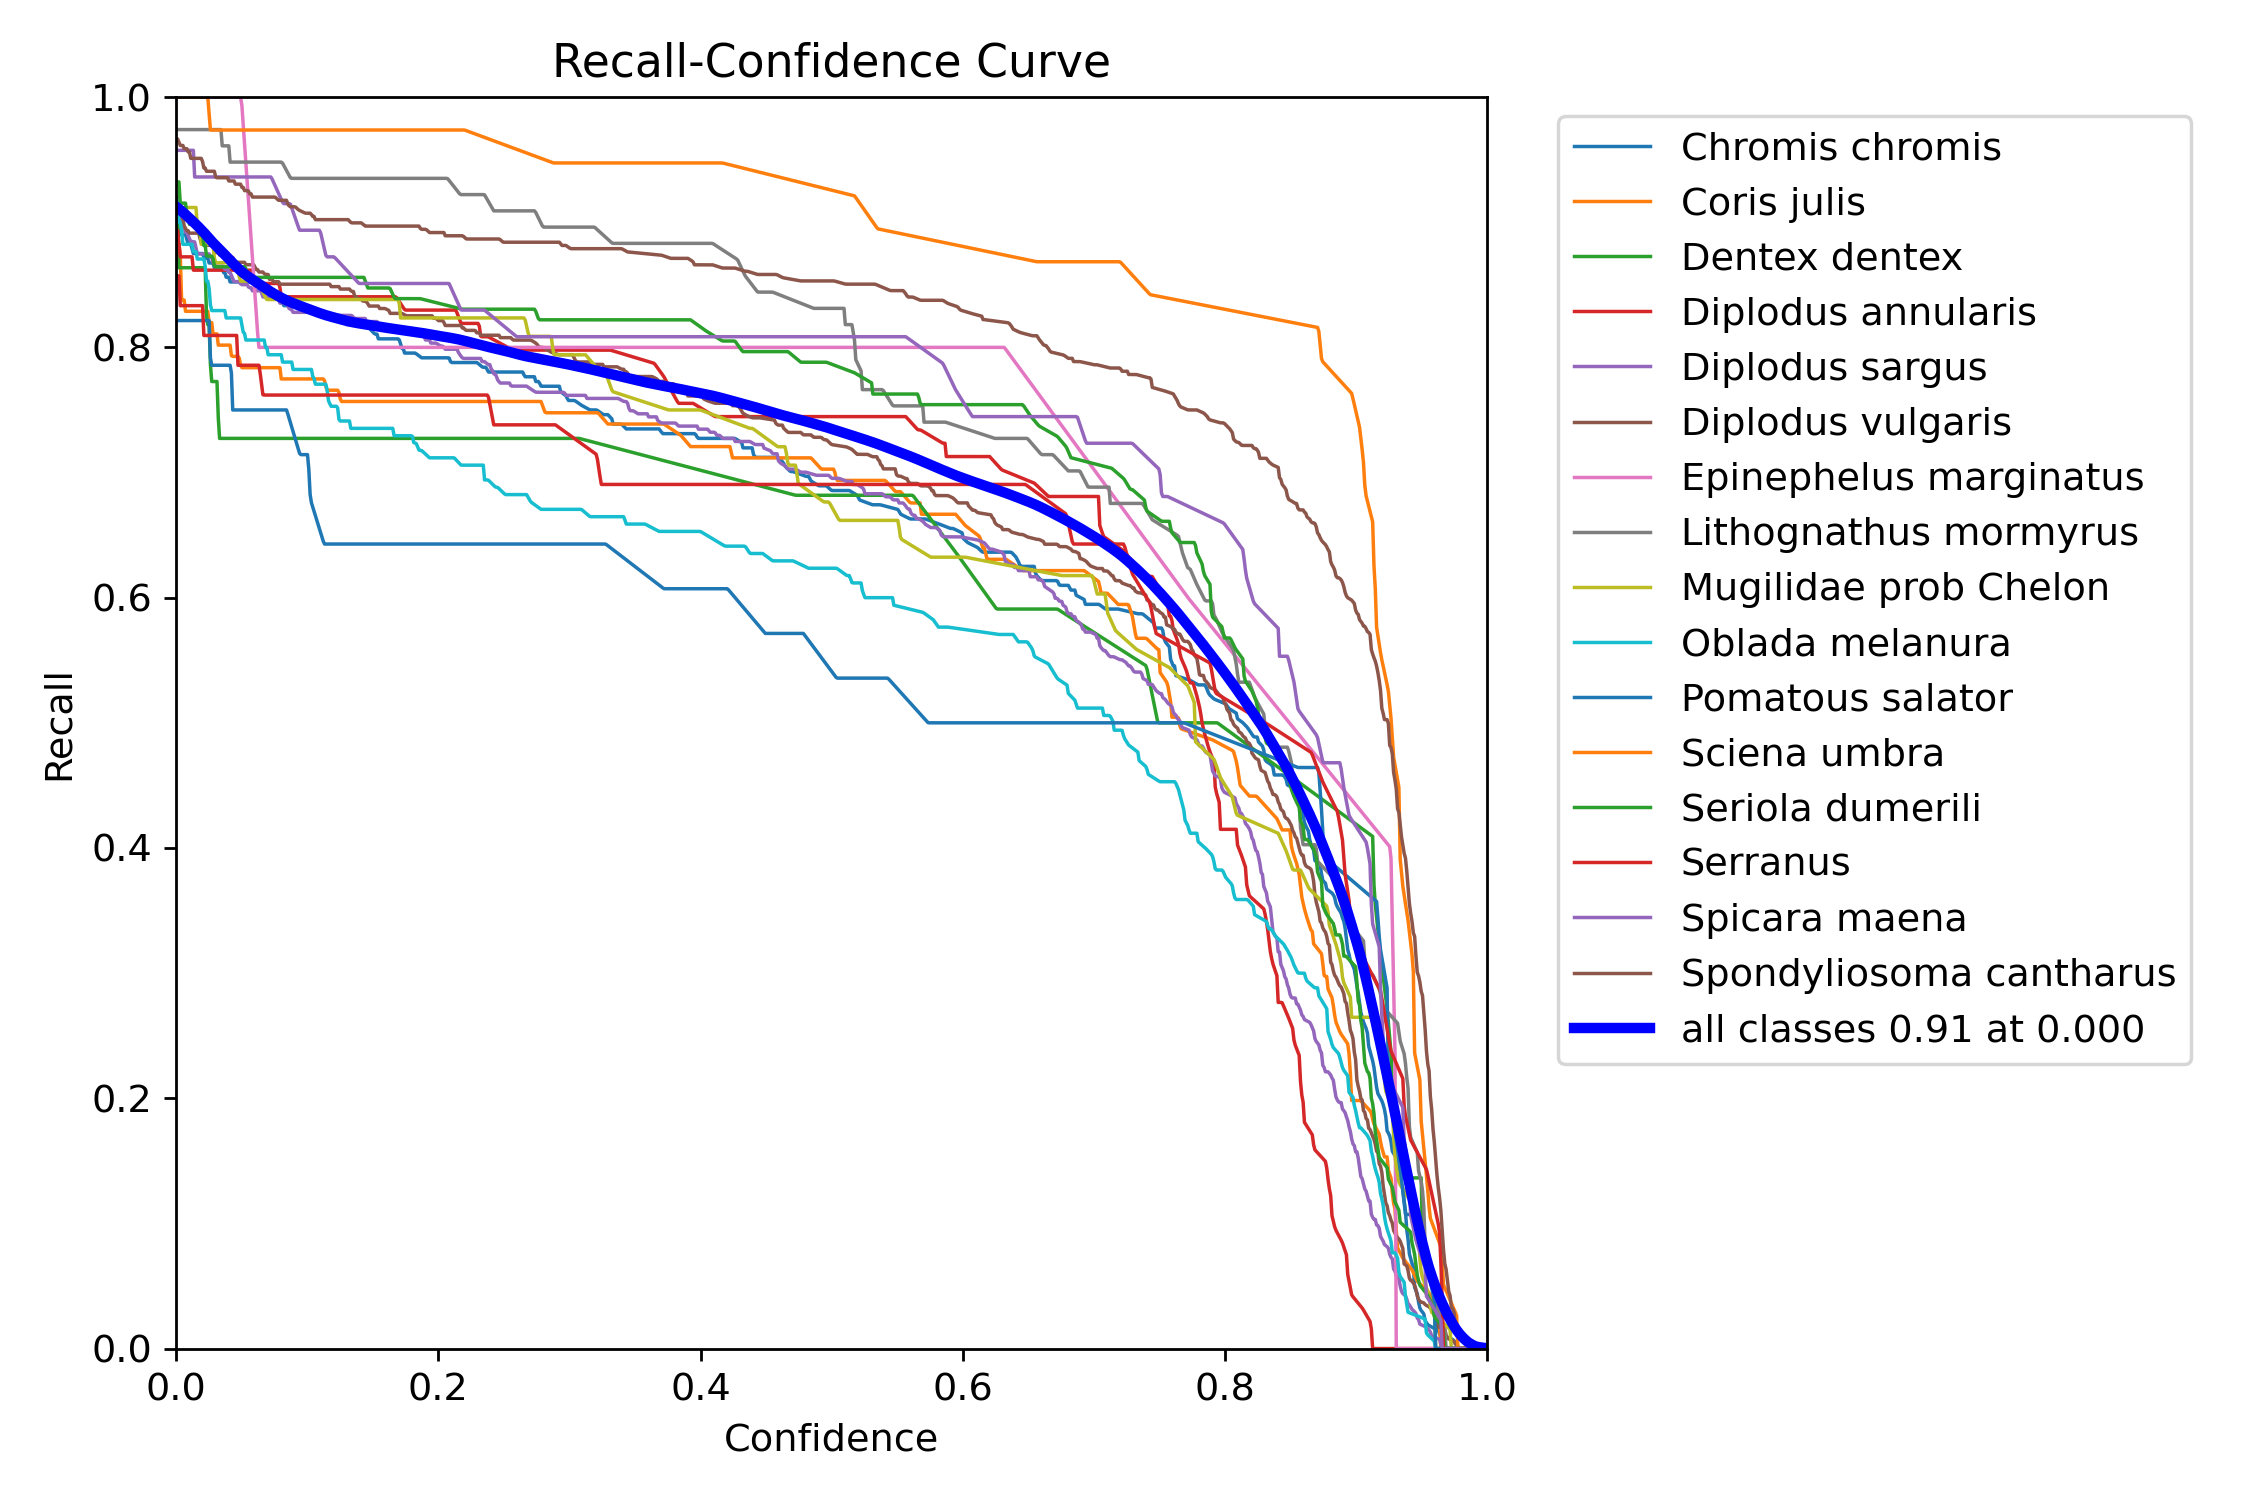 Recall-Confidence Curve
1.0
0.8
0.6
0.4
0.2
0.0
Recall
0.0 0.2 0.4 0.6 0.8 1.0
Confidence
Chromis chromis
Coris julis
Dentex dentex
Diplodus annularis
Diplodus sargus
Diplodus vulgaris
Epinephelus marginatus
Lithognathus mormyrus
Mugilidae prob Chelon
Oblada melanura
Pomatous salator
Sciena umbra
Seriola dumerili
Serranus
Spicara maena
Spondyliosoma cantharus
all classes 0.91 at 0.000